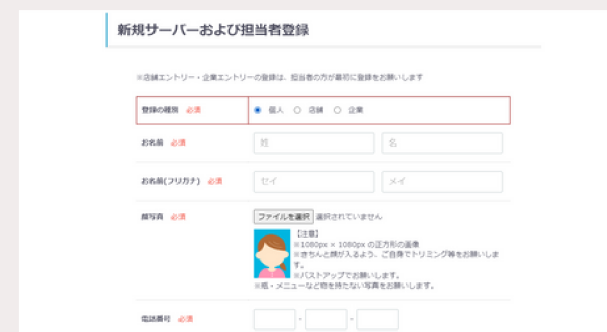 新規サーバーおよび担当者登録
※店舗エントリー・企業エントリーの登録は、担当者の方が最初に登録をお願いします
登録の種類 必須 個人 店舗 企業
お名前 必須 姓 名
お名前(フリガナ) 必須 セイ メイ
顔写真 必須 ファイルを選択 選択されていません
【注意】
※1080px × 1080px の正方形の画像
※きちんと顔が入るよう、ご自身でトリミング等をお願いしま
す。
※バストアップでお願いします。
※瓶・メニューなど物を持たない写真をお願いします。
電話番号 必須 - -